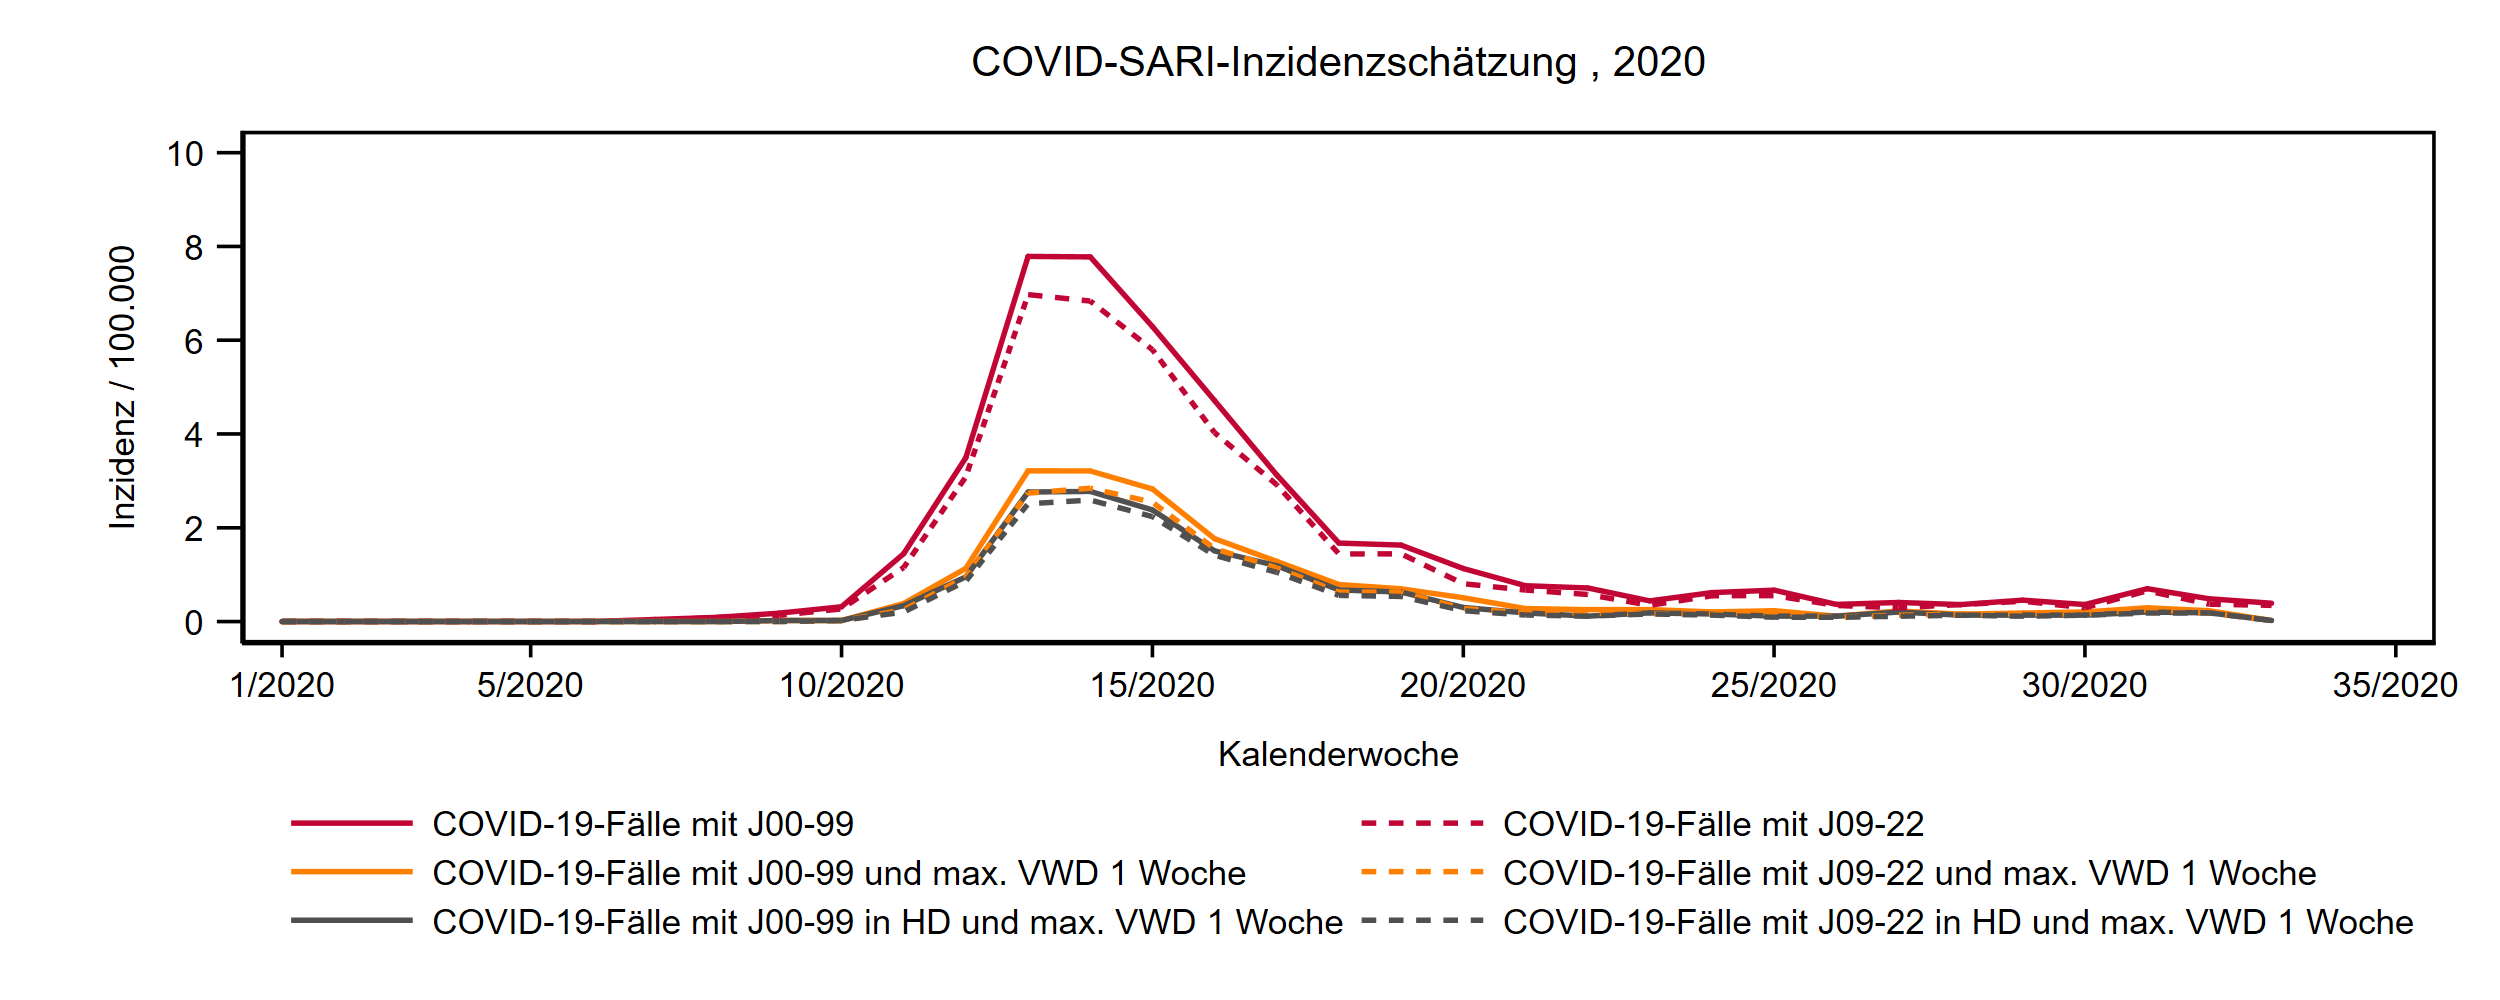 COVID-SARI-Inzidenzschätzung , 2020
Inzidenz / 100.000
10
8
6
4
2
0
1/2020 5/2020 10/2020 15/2020 20/2020 25/2020 30/2020 35/2020
Kalenderwoche
COVID-19-Fälle mit J00-99 COVID-19-Fälle mit J09-22
COVID-19-Fälle mit J00-99 und max. VWD 1 Woche COVID-19-Fälle mit J09-22 und max. VWD 1 Woche
COVID-19-Fälle mit J00-99 in HD und max. VWD 1 Woche COVID-19-Fälle mit J09-22 in HD und max. VWD 1 Woche